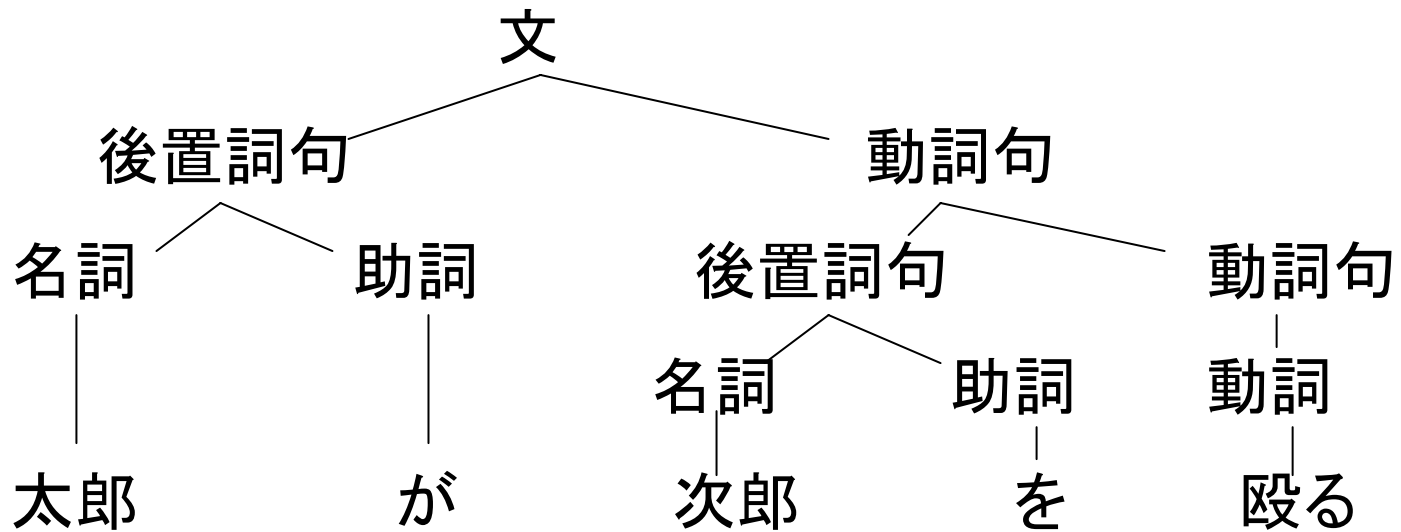 文
後置詞句 動詞句
名詞 助詞 後置詞句 動詞句
名詞 助詞 動詞
太郎 が 次郎 を 殴る